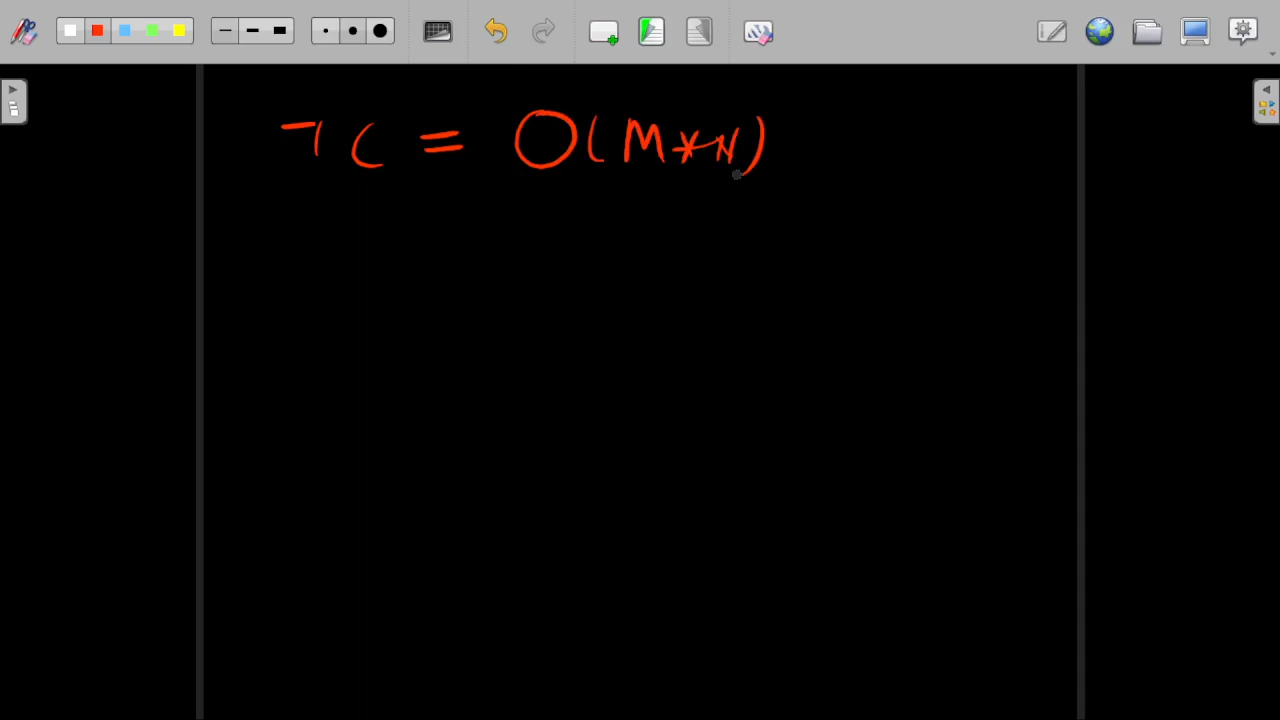 TC = O(M*N)